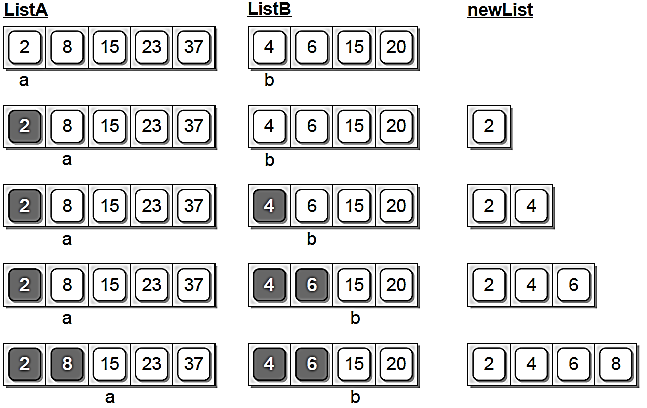 ListA ListB newList
2 8 15 23 37 4 6 15 20
a b
2 8 15 23 37 4 6 15 20 2
a b
2 8 15 23 37 4 6 15 20 2 4
a b
2 8 15 23 37 4 6 15 20 2 4 6
a b
2 8 15 23 37 4 6 15 20 2 4 6 8
a b